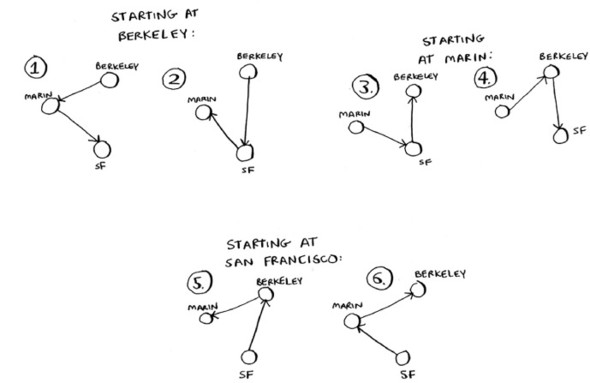 STARTING AT
BERKELEY:
1
BERKELEY
MARIN
SF
2
BERKELEY
MARIN
SF
STARTING
AT MARIN:
3.
BERKELEY
MARIN
SF
4.
BERKELEY
MARIN
SF
STARTING AT
SAN FRANCISCO:
5.
BERKELEY
MARIN
SF
6.
BERKELEY
MARIN
SF